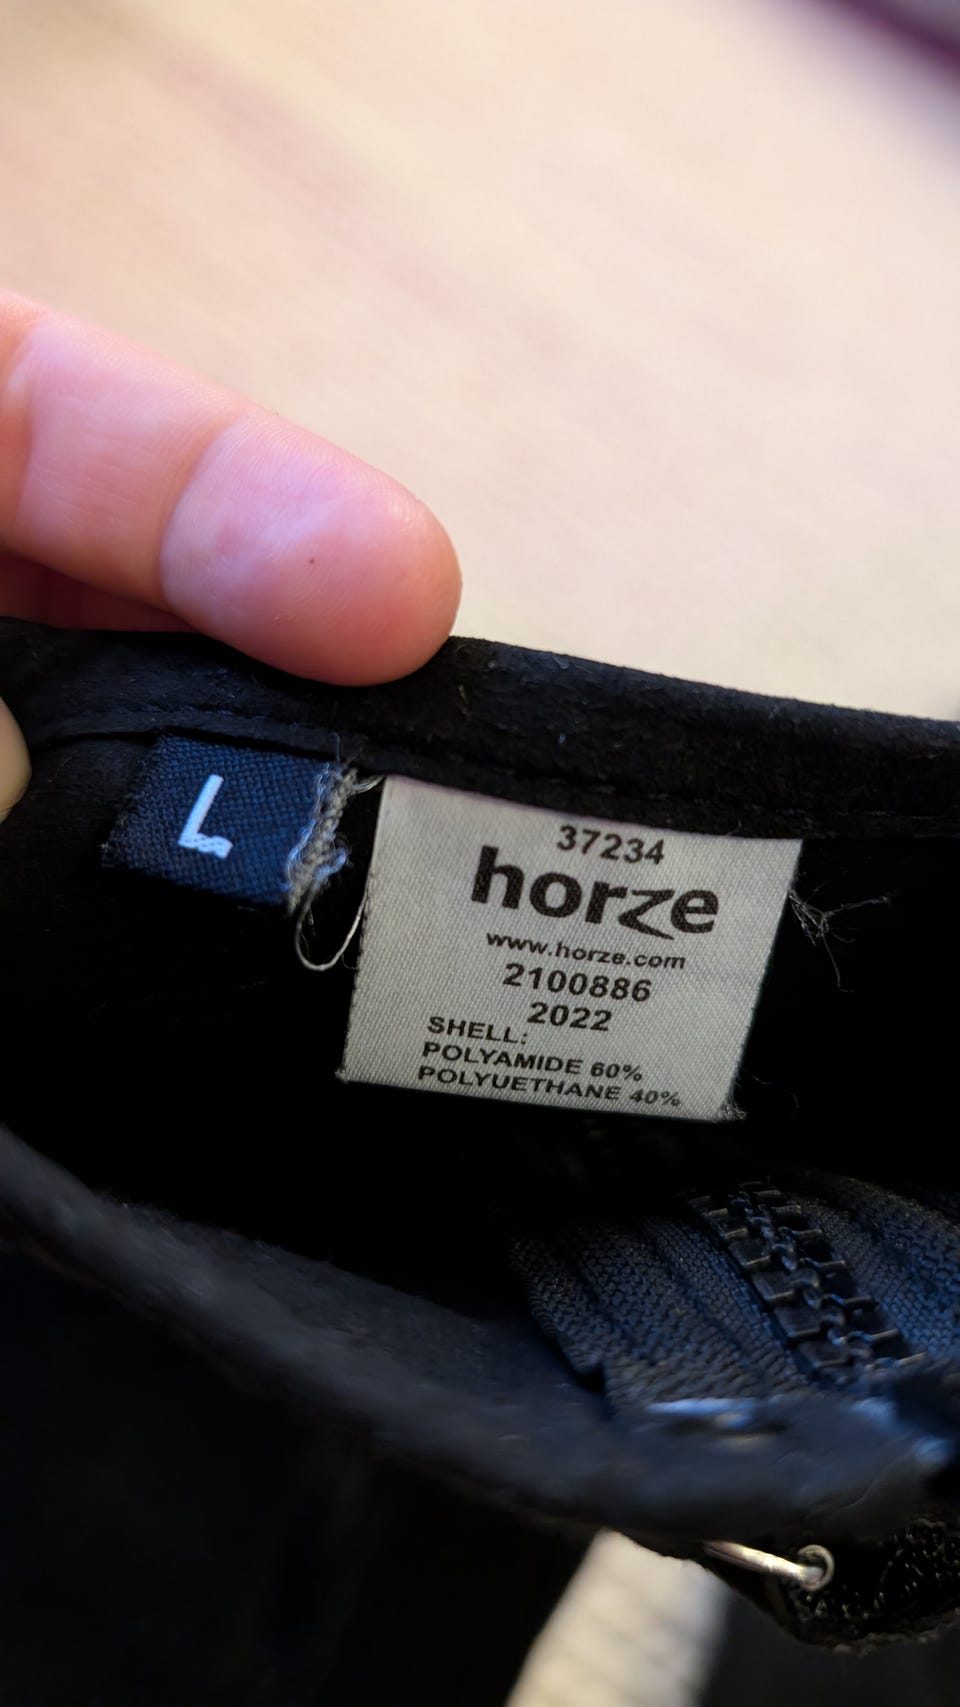 L
37234
horze
www.horze.com
2100886
2022
SHELL:
POLYAMIDE 60%
POLYUETHANE 40%